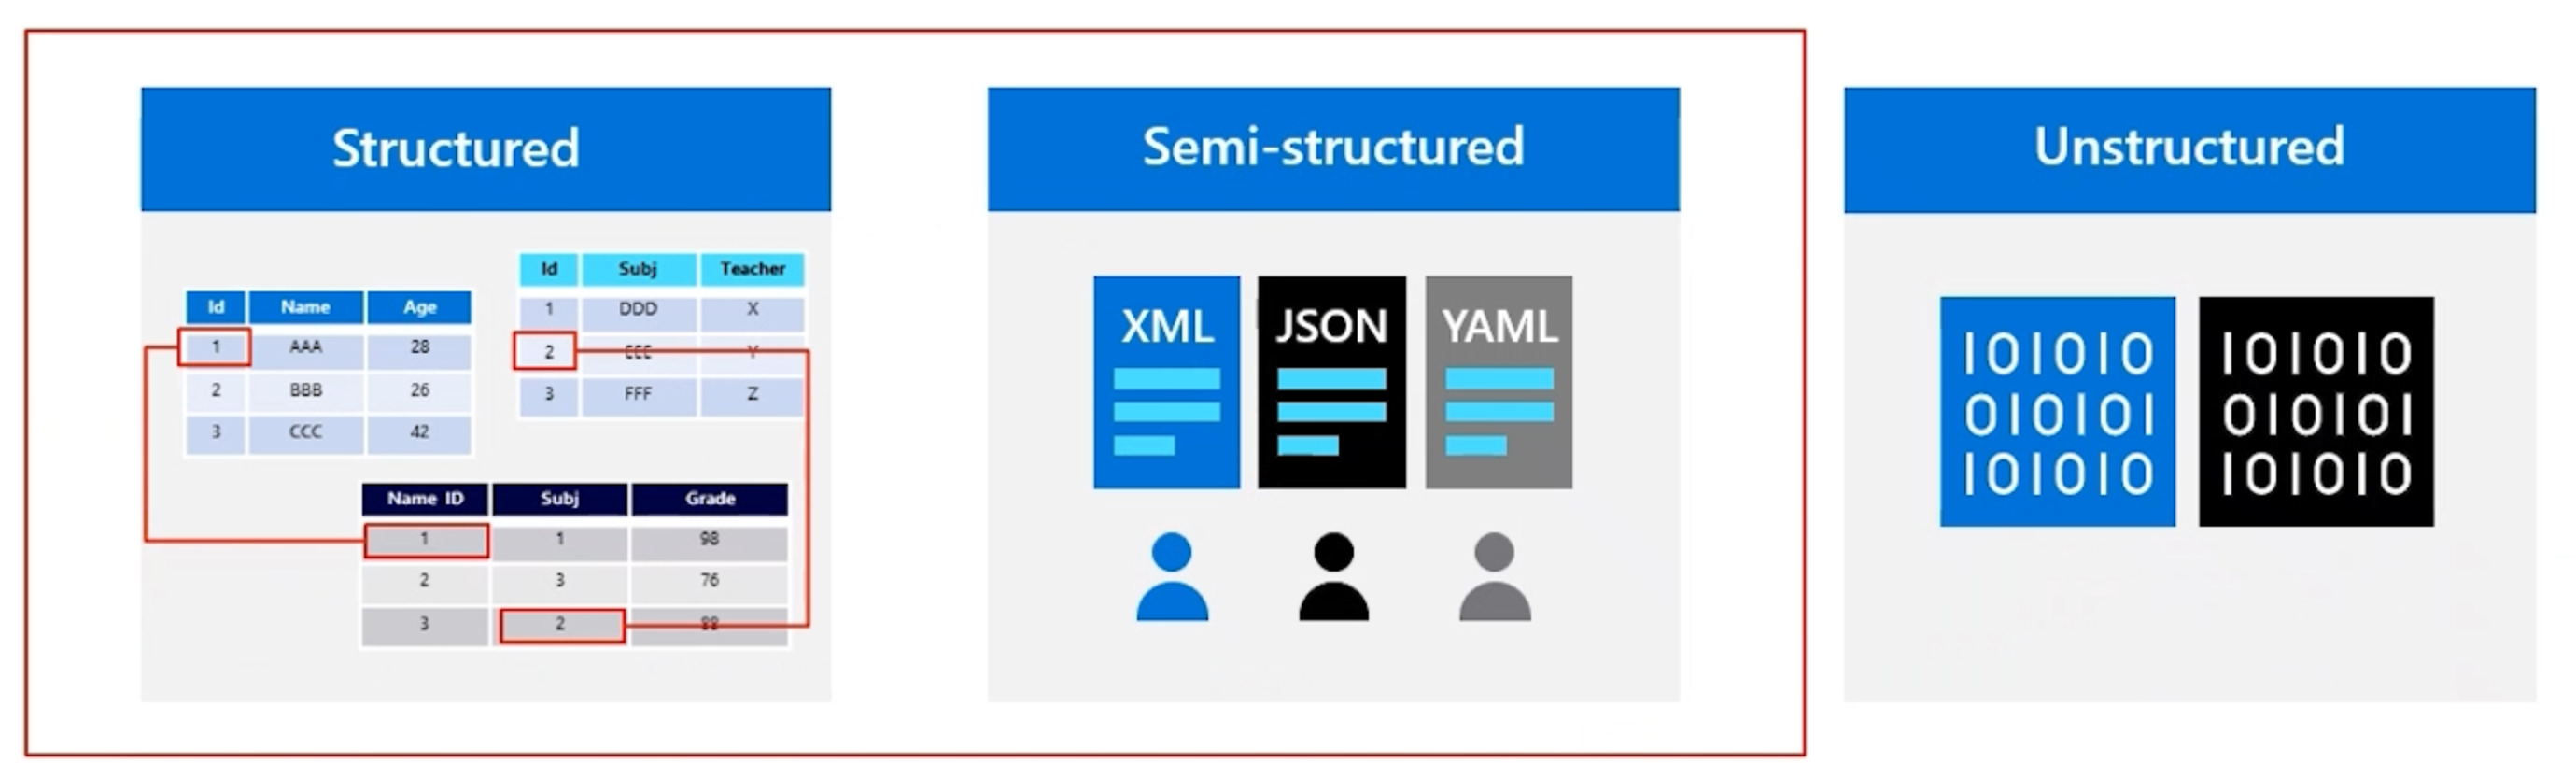 Structured
Id Name Age
1 AAA 28
2 BBB 26
3 CCC 42
Id Subj Teacher
1 DDD X
2 EEE Y
3 FFF Z
Name ID Subj Grade
1 1 98
2 3 76
3 2 88
Semi-structured
XML JSON YAML
Unstructured
101010
010101
101010
101010
010101
101010